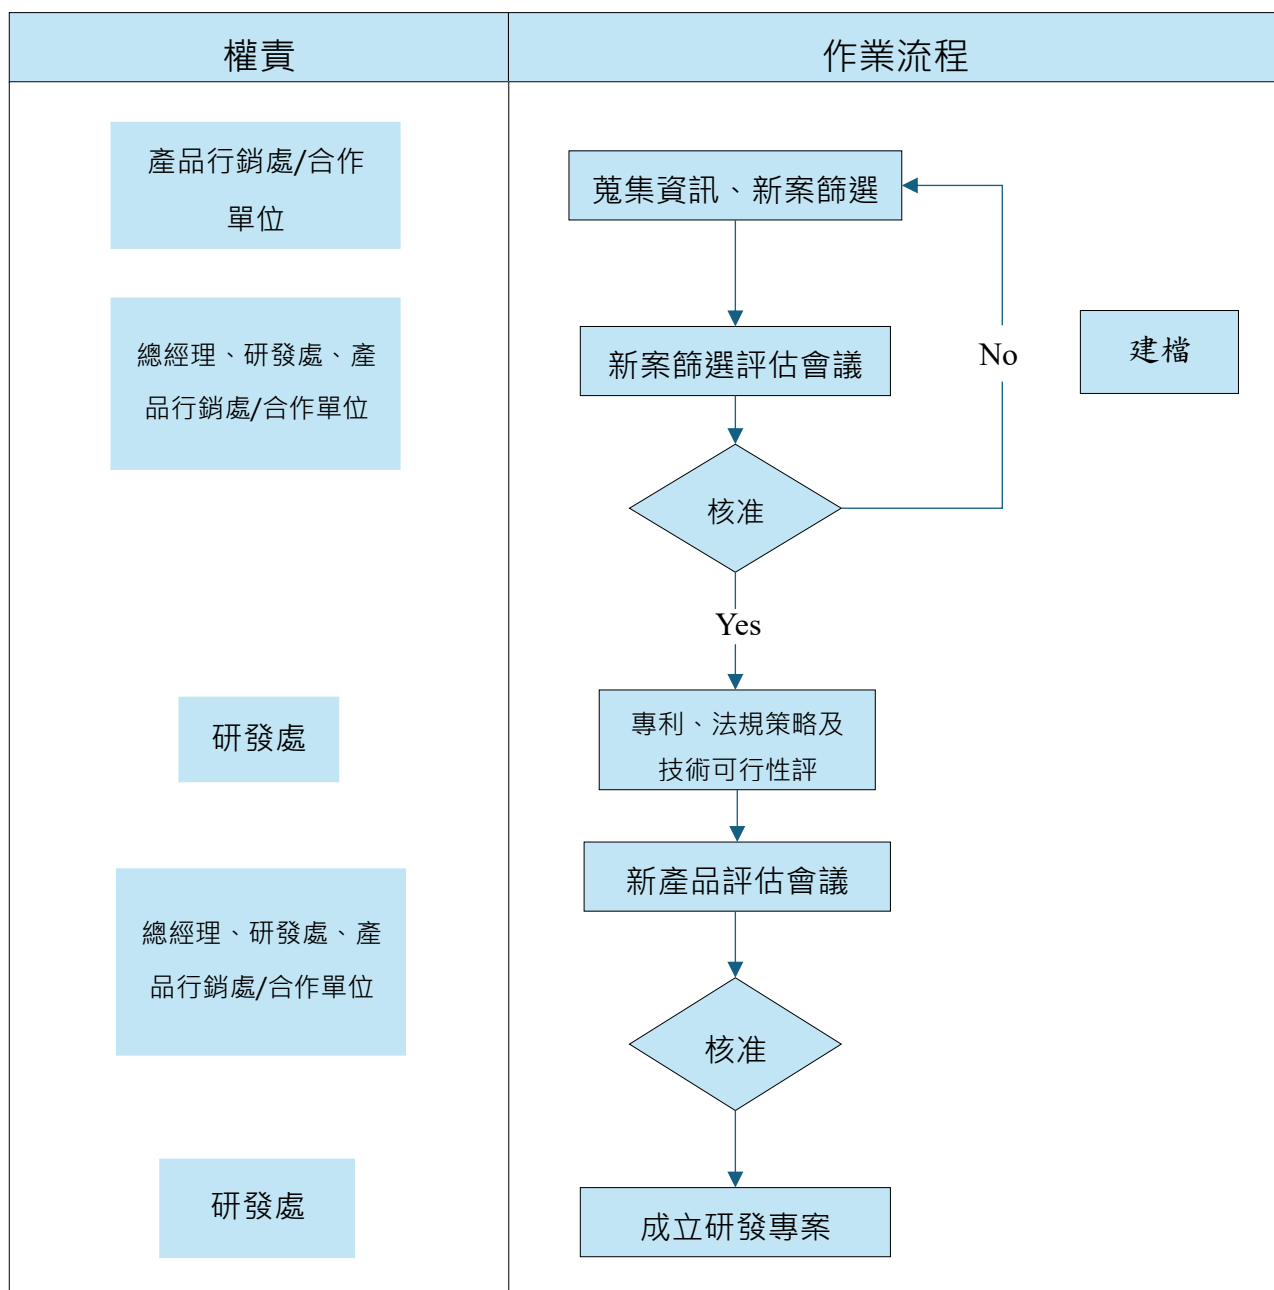 權責
作業流程
產品行銷處/合作
單位
蒐集資訊、新案篩選
總經理、研發處、產
品行銷處/合作單位
新案篩選評估會議
No
建檔
核准
Yes
研發處
專利、法規策略及
技術可行性評
新產品評估會議
總經理、研發處、產
品行銷處/合作單位
核准
研發處
成立研發專案